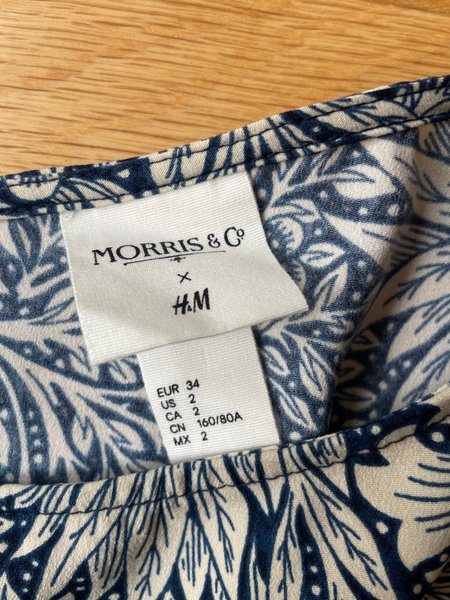 MORRIS & Co
×
H&M
EUR 34
US 2
CA 2
CN 160/80A
MX 2